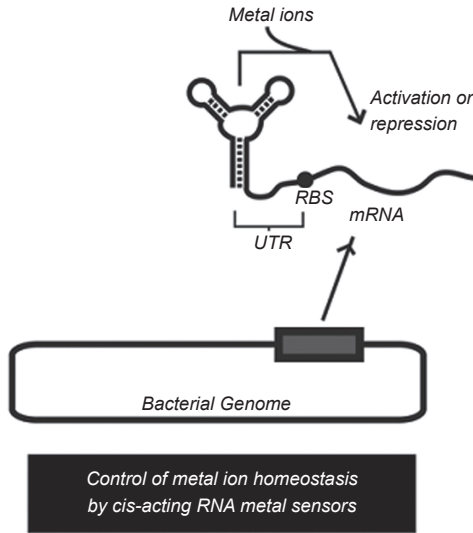 Metal ions
Activation or
repression
RBS
mRNA
UTR
Bacterial Genome
Control of metal ion homeostasis
by cis-acting RNA metal sensors